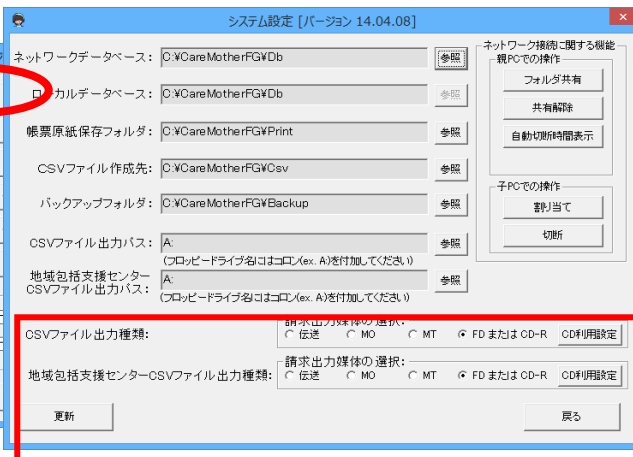 システム設定 [バージョン 14.04.08]
ネットワークデータベース: C:¥CareMotherFG¥Db 参照
カルデータベース: C:¥CareMotherFG¥Db 参照
帳票原紙保存フォルダ: C:¥CareMotherFG¥Print 参照
CSVファイル作成先: C:¥CareMotherFG¥Csv 参照
バックアップフォルダ: C:¥CareMotherFG¥Backup 参照
CSVファイル出力パス: A: 参照
(フロッピードライブ名にはコロン(ex. A:)を付加してください)
地域包括支援センター
CSVファイル出力パス: A: 参照
(フロッピードライブ名にはコロン(ex. A:)を付加してください)
ネットワーク接続に関する機能
親PCでの操作
フォルダ共有
共有解除
自動切断時間表示
子PCでの操作
割り当て
切断
請求出力媒体の選択:
CSVファイル出力種類: 伝送 MO MT FD または CD-R CD利用設定
請求出力媒体の選択:
地域包括支援センターCSVファイル出力種類: 伝送 MO MT FD または CD-R CD利用設定
更新 戻る